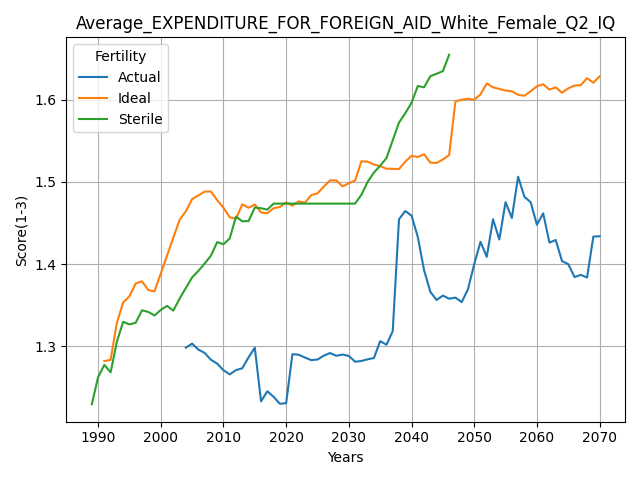 Average_EXPENDITURE_FOR_FOREIGN_AID_White_Female_Q2_IQ
Fertility
Actual
Ideal
Sterile
Score(1-3)
1.6
1.5
1.4
1.3
1990 2000 2010 2020 2030 2040 2050 2060 2070
Years